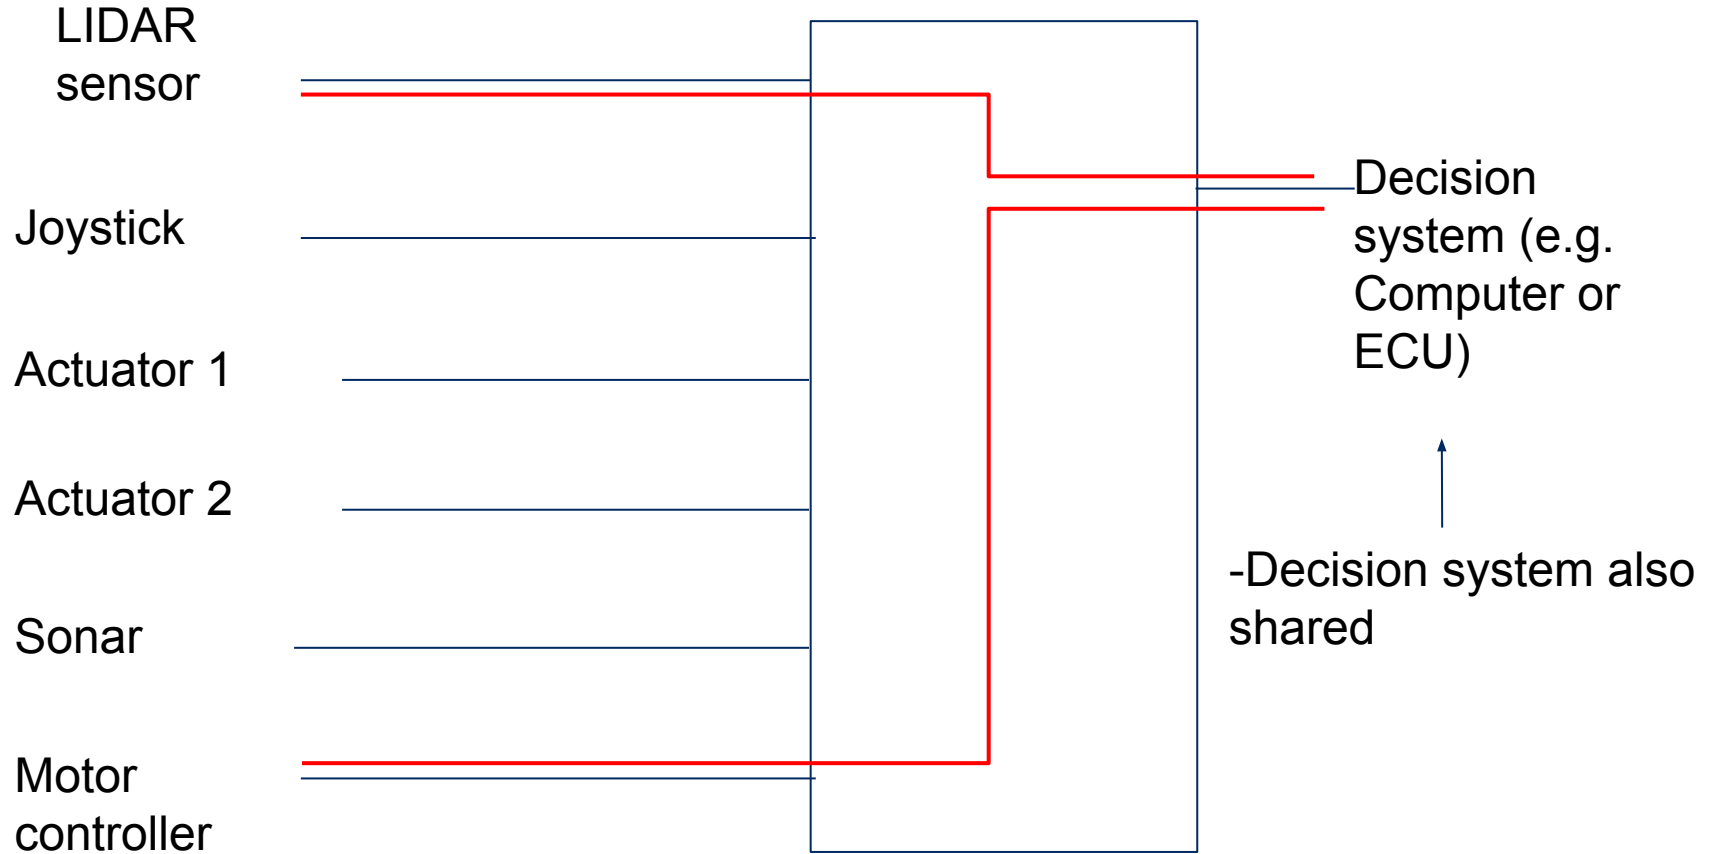 LIDAR
sensor
Joystick
Actuator 1
Actuator 2
Sonar
Motor
controller
Decision
system (e.g.
Computer or
ECU)
-Decision system also
shared